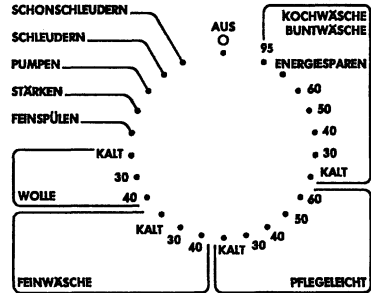 SCHONSCHLEUDERN
SCHLEUDERN
PUMPEN
STÄRKEN
FEINSPÜLEN
AUS
KOCHWÄSCHE
BUNTWÄSCHE
95
ENERGIESPAREN
60
50
40
30
KALT
60
50
40
30
KALT
PFLEGELEICHT
40
30
KALT
FEINWÄSCHE
40
30
KALT
WOLLE